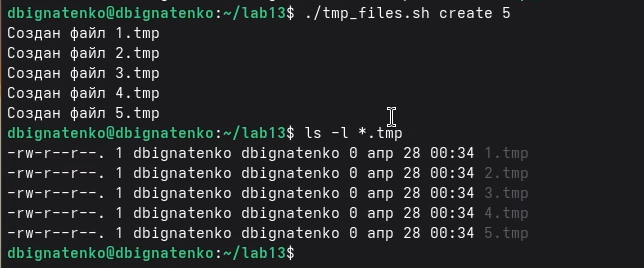 dbignatenko@dbignatenko:~/lab13$ ./tmp_files.sh create 5
Создан файл 1.tmp
Создан файл 2.tmp
Создан файл 3.tmp
Создан файл 4.tmp
Создан файл 5.tmp
dbignatenko@dbignatenko:~/lab13$ ls -l *.tmp
-rw-r--r--. 1 dbignatenko dbignatenko 0 апр 28 00:34 1.tmp
-rw-r--r--. 1 dbignatenko dbignatenko 0 апр 28 00:34 2.tmp
-rw-r--r--. 1 dbignatenko dbignatenko 0 апр 28 00:34 3.tmp
-rw-r--r--. 1 dbignatenko dbignatenko 0 апр 28 00:34 4.tmp
-rw-r--r--. 1 dbignatenko dbignatenko 0 апр 28 00:34 5.tmp
dbignatenko@dbignatenko:~/lab13$